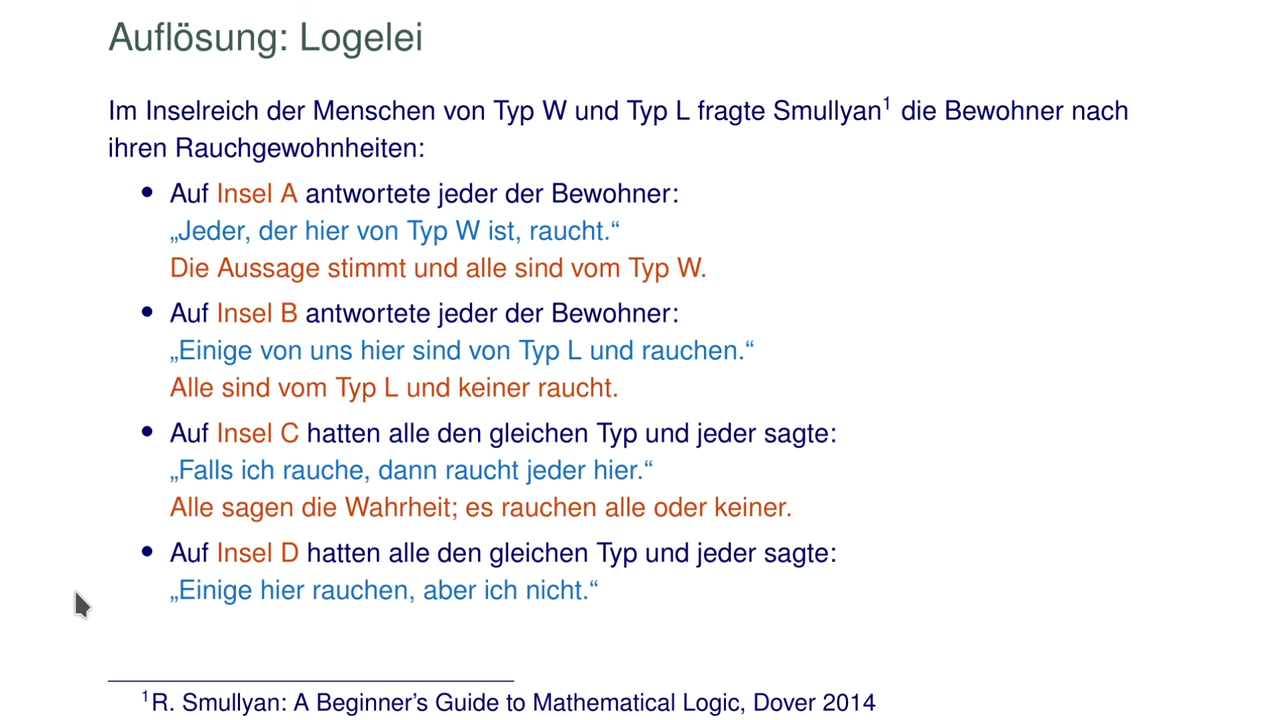 Auflösung: Logelei
Im Inselreich der Menschen von Typ W und Typ L fragte Smullyan¹ die Bewohner nach
ihren Rauchgewohnheiten:
• Auf Insel A antwortete jeder der Bewohner:
„Jeder, der hier von Typ W ist, raucht.“
Die Aussage stimmt und alle sind vom Typ W.
• Auf Insel B antwortete jeder der Bewohner:
„Einige von uns hier sind von Typ L und rauchen.“
Alle sind vom Typ L und keiner raucht.
• Auf Insel C hatten alle den gleichen Typ und jeder sagte:
„Falls ich rauche, dann raucht jeder hier.“
Alle sagen die Wahrheit; es rauchen alle oder keiner.
• Auf Insel D hatten alle den gleichen Typ und jeder sagte:
„Einige hier rauchen, aber ich nicht.“
¹R. Smullyan: A Beginner’s Guide to Mathematical Logic, Dover 2014